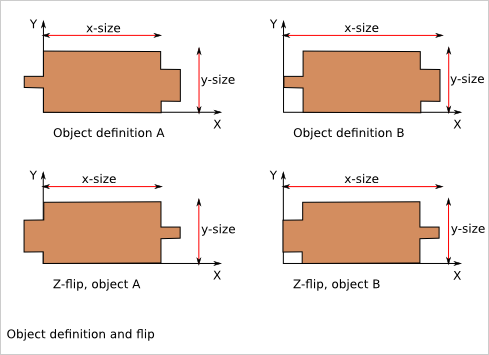 Y
x-size
y-size
X
Object definition A
Y
x-size
y-size
X
Object definition B
Y
x-size
y-size
X
Z-flip, object A
Y
x-size
y-size
X
Z-flip, object B
Object definition and flip